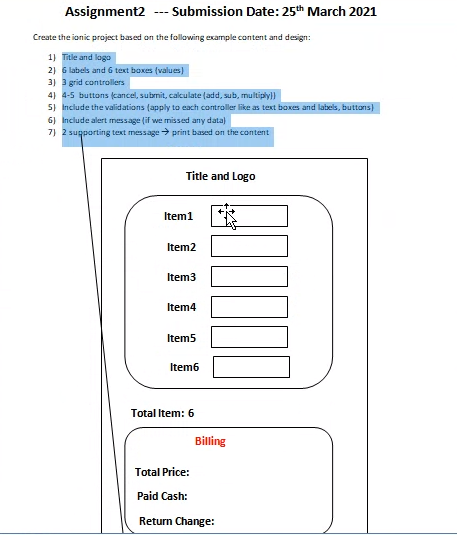 Assignment2 --- Submission Date: 25th March 2021
Create the ionic project based on the following example content and design:
1) Title and logo
2) 6 labels and 6 text boxes (values)
3) 3 grid controllers
4) 4-5 buttons (cancel, submit, calculate (add, sub, multiply))
5) Include the validations (apply to each controller like as text boxes and labels, buttons)
6) Include alert message (if we missed any data)
7) 2 supporting text message → print based on the content
Title and Logo
Item1
Item2
Item3
Item4
Item5
Item6
Total Item: 6
Billing
Total Price:
Paid Cash:
Return Change: